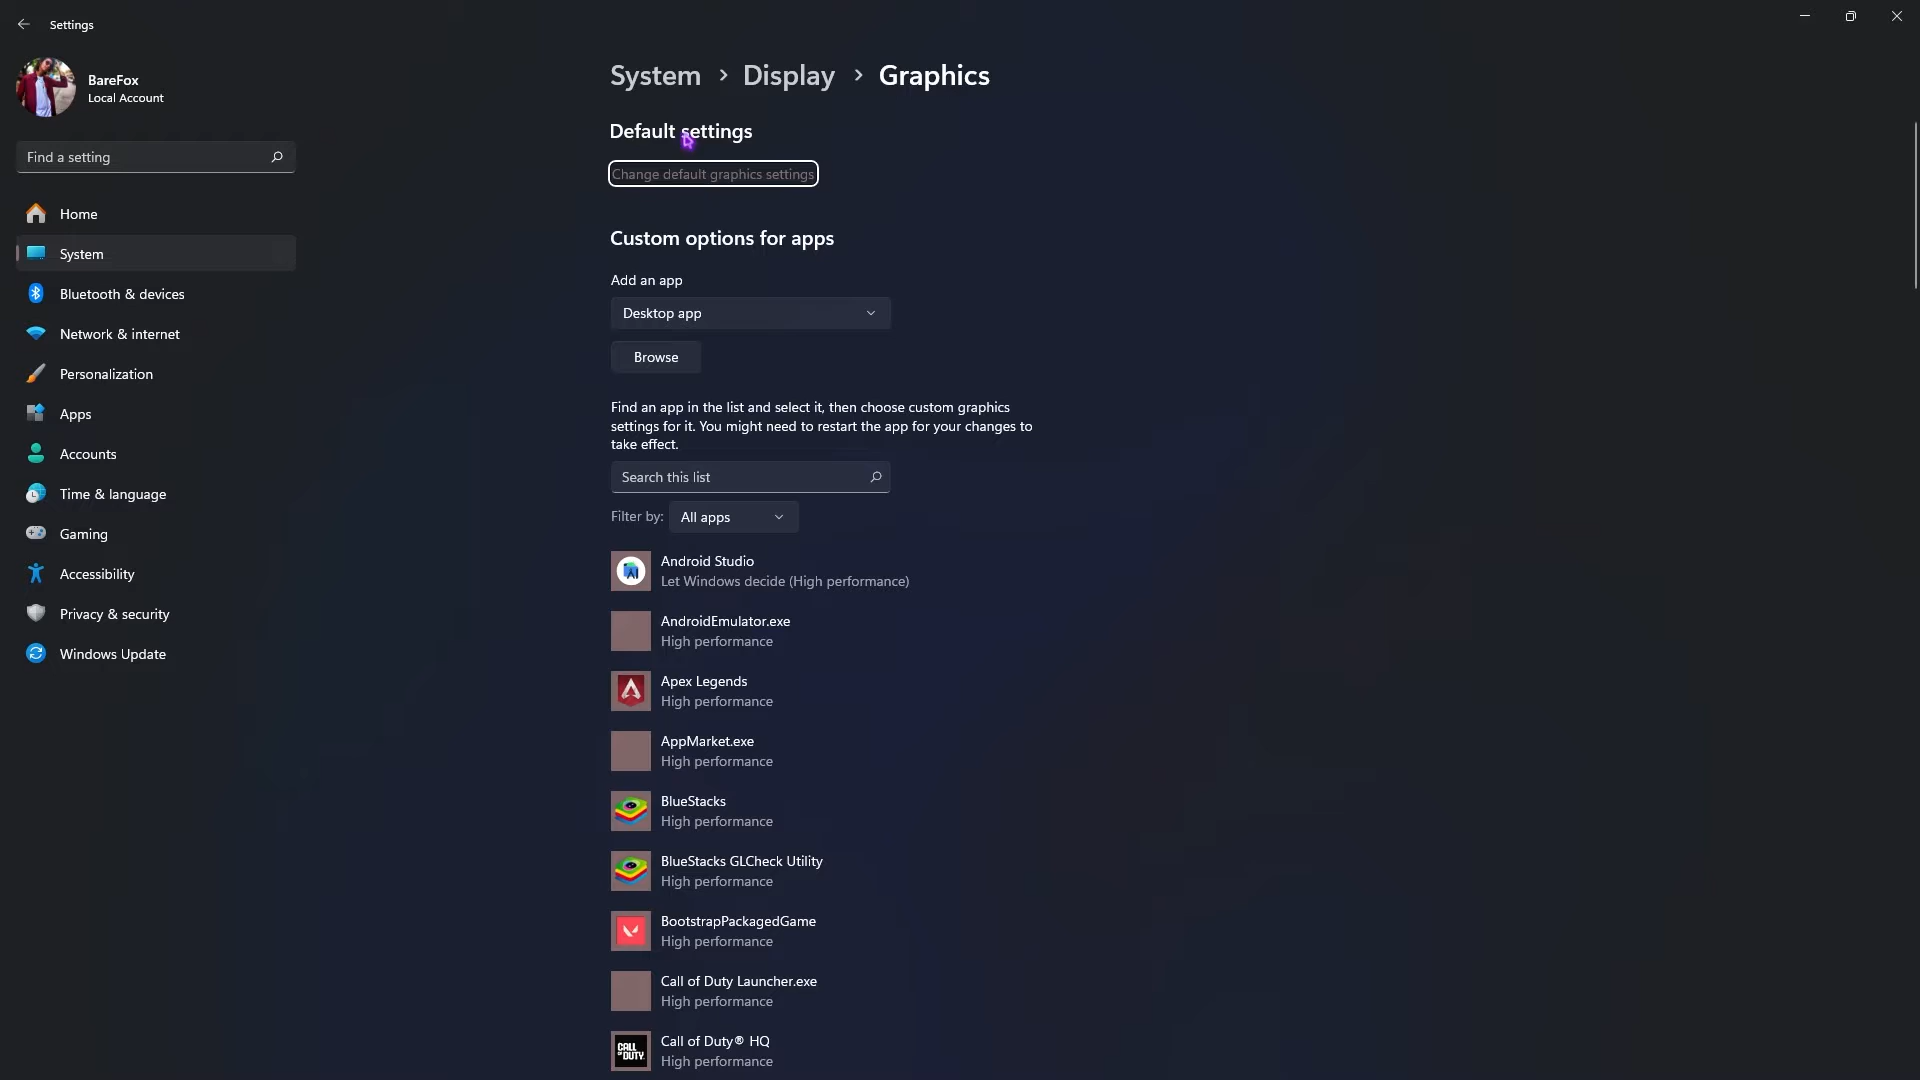 Settings
BareFox
Local Account
Find a setting
Home
System
Bluetooth & devices
Network & internet
Personalization
Apps
Accounts
Time & language
Gaming
Accessibility
Privacy & security
Windows Update
System > Display > Graphics
Default settings
Change default graphics settings
Custom options for apps
Add an app
Desktop app
Browse
Find an app in the list and select it, then choose custom graphics
settings for it. You might need to restart the app for your changes to
take effect.
Search this list
Filter by: All apps
Android Studio
Let Windows decide (High performance)
AndroidEmulator.exe
High performance
Apex Legends
High performance
AppMarket.exe
High performance
BlueStacks
High performance
BlueStacks GLCheck Utility
High performance
BootstrapPackagedGame
High performance
Call of Duty Launcher.exe
High performance
CALL OF DUTY
Call of Duty® HQ
High performance